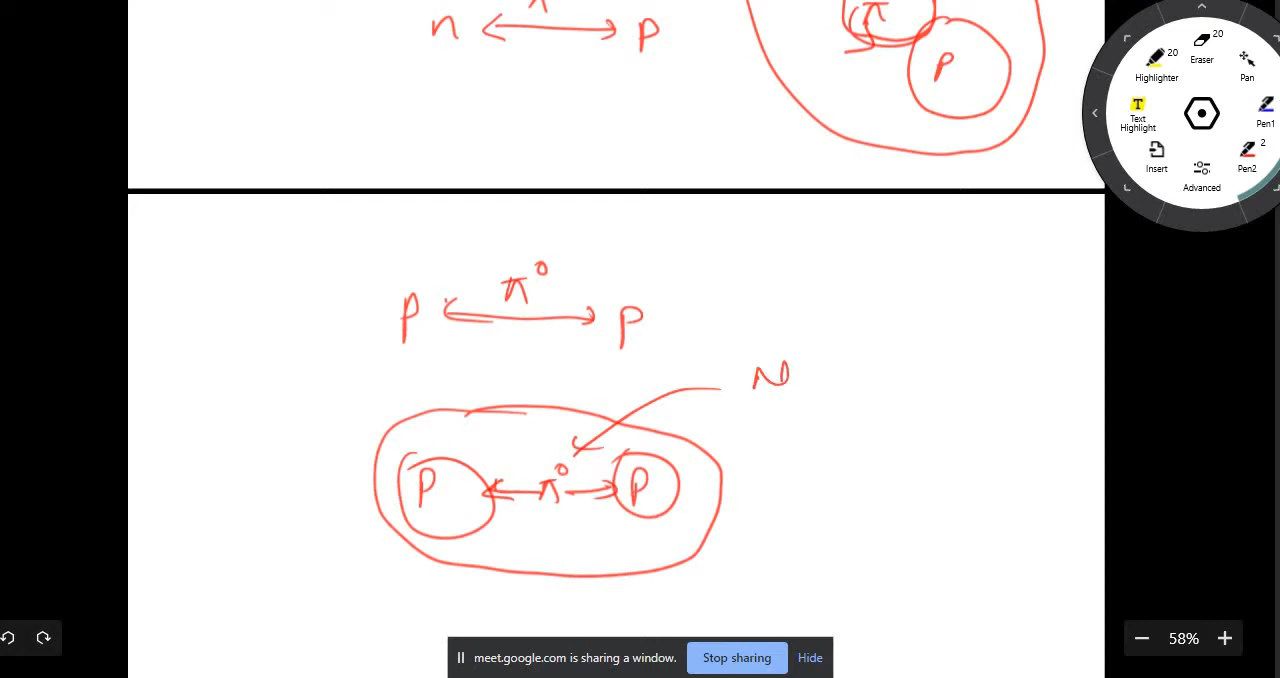 n ⟷ p
π
p
20
Eraser
20
Highlighter
Pan
T
Text
Highlight
Pen1
2
Insert
Pen2
Advanced
π⁰
p ⟷ p
N
p ← π⁰ → p
58%
meet.google.com is sharing a window.
Stop sharing
Hide